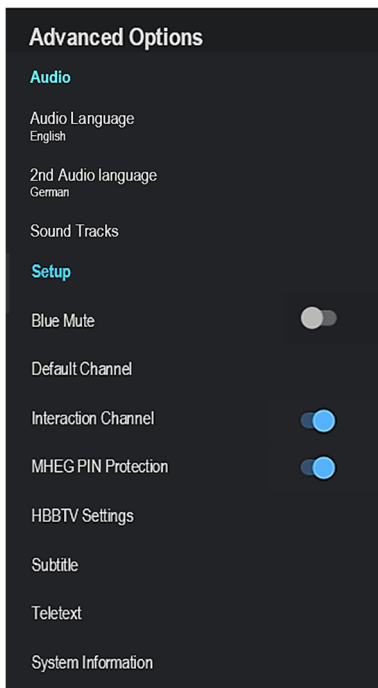 Advanced Options
Audio
Audio Language
English
2nd Audio language
German
Sound Tracks
Setup
Blue Mute
Default Channel
Interaction Channel
MHEG PIN Protection
HBBTV Settings
Subtitle
Teletext
System Information